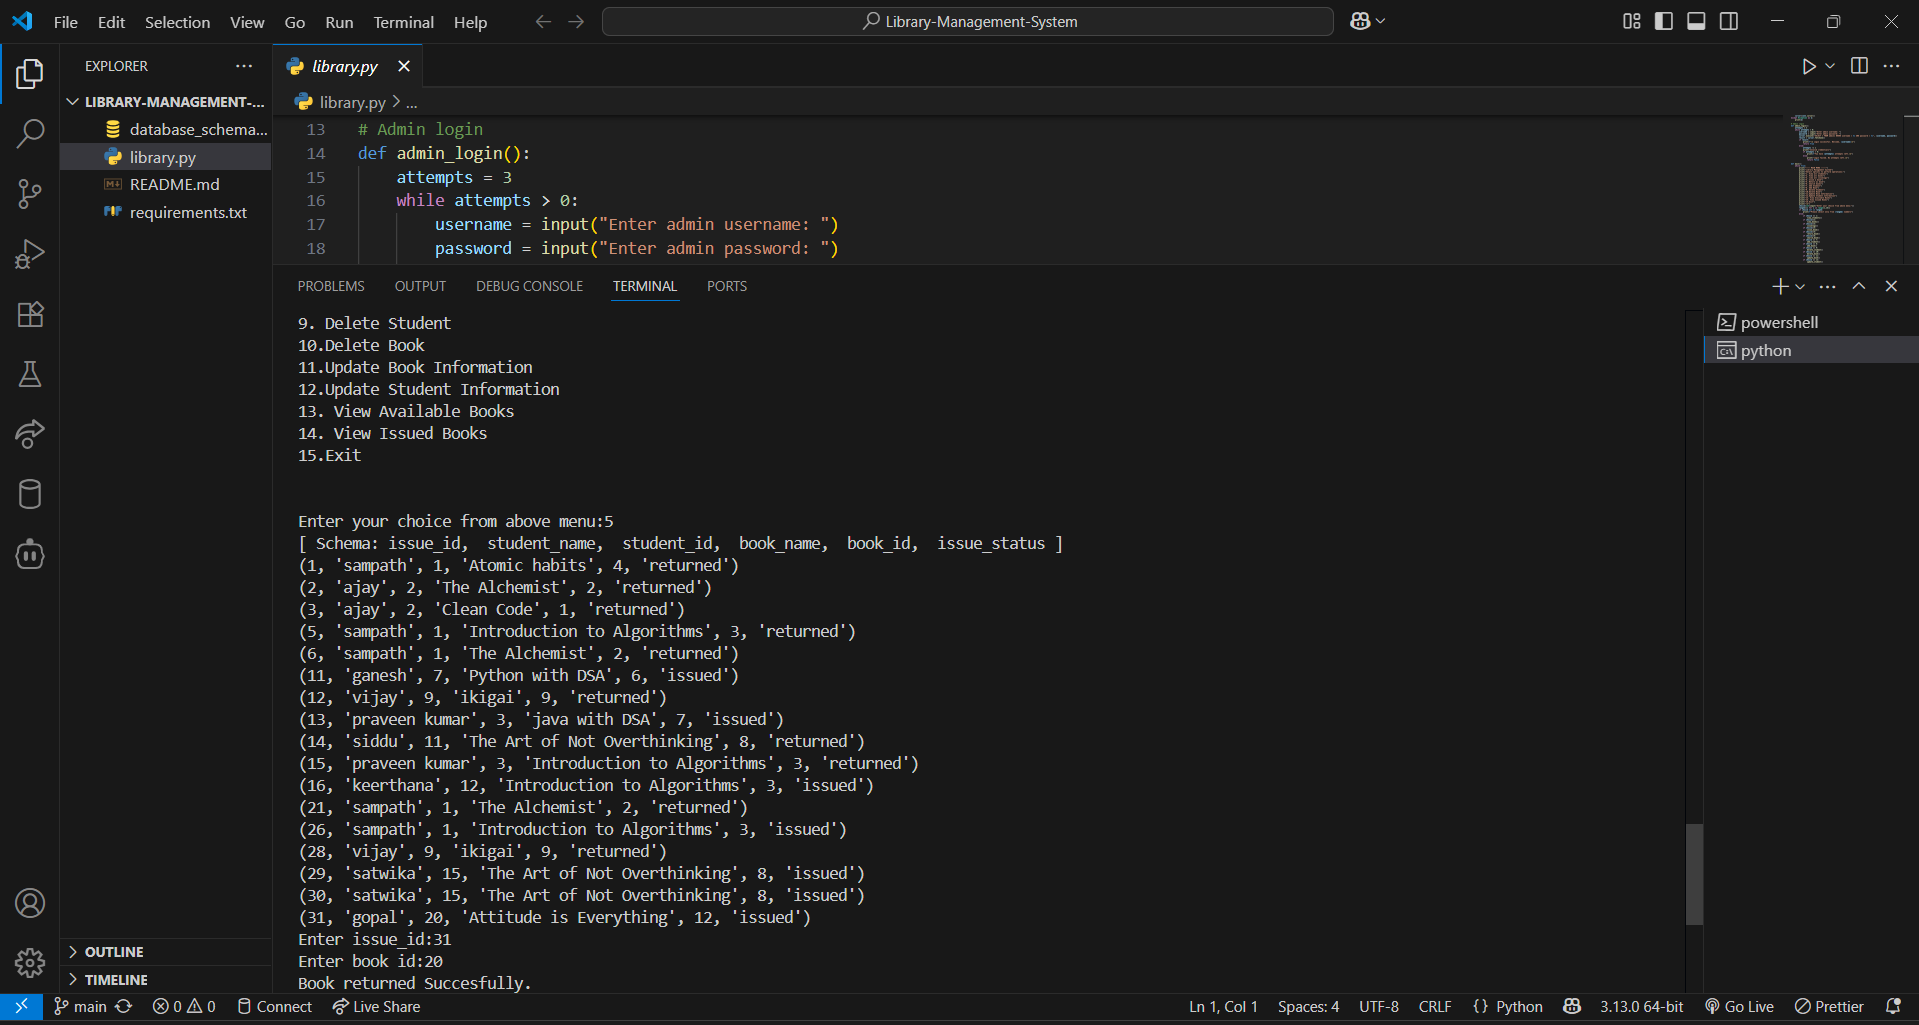 File Edit Selection View Go Run Terminal Help
Library-Management-System
EXPLORER
LIBRARY-MANAGEMENT-...
database_schema...
library.py
README.md
requirements.txt
OUTLINE
TIMELINE
library.py
library.py > ...
13 # Admin login
14 def admin_login():
15 attempts = 3
16 while attempts > 0:
17 username = input("Enter admin username: ")
18 password = input("Enter admin password: ")
PROBLEMS OUTPUT DEBUG CONSOLE TERMINAL PORTS
9. Delete Student
10.Delete Book
11.Update Book Information
12.Update Student Information
13. View Available Books
14. View Issued Books
15.Exit
Enter your choice from above menu:5
[ Schema: issue_id,  student_name,  student_id,  book_name,  book_id,  issue_status ]
(1, 'sampath', 1, 'Atomic habits', 4, 'returned')
(2, 'ajay', 2, 'The Alchemist', 2, 'returned')
(3, 'ajay', 2, 'Clean Code', 1, 'returned')
(5, 'sampath', 1, 'Introduction to Algorithms', 3, 'returned')
(6, 'sampath', 1, 'The Alchemist', 2, 'returned')
(11, 'ganesh', 7, 'Python with DSA', 6, 'issued')
(12, 'vijay', 9, 'ikigai', 9, 'returned')
(13, 'praveen kumar', 3, 'java with DSA', 7, 'issued')
(14, 'siddu', 11, 'The Art of Not Overthinking', 8, 'returned')
(15, 'praveen kumar', 3, 'Introduction to Algorithms', 3, 'returned')
(16, 'keerthana', 12, 'Introduction to Algorithms', 3, 'issued')
(21, 'sampath', 1, 'The Alchemist', 2, 'returned')
(26, 'sampath', 1, 'Introduction to Algorithms', 3, 'issued')
(28, 'vijay', 9, 'ikigai', 9, 'returned')
(29, 'satwika', 15, 'The Art of Not Overthinking', 8, 'issued')
(30, 'satwika', 15, 'The Art of Not Overthinking', 8, 'issued')
(31, 'gopal', 20, 'Attitude is Everything', 12, 'issued')
Enter issue_id:31
Enter book id:20
Book returned Succesfully.
powershell
python
main 0 0 Connect Live Share
Ln 1, Col 1 Spaces: 4 UTF-8 CRLF {} Python 3.13.0 64-bit Go Live Prettier